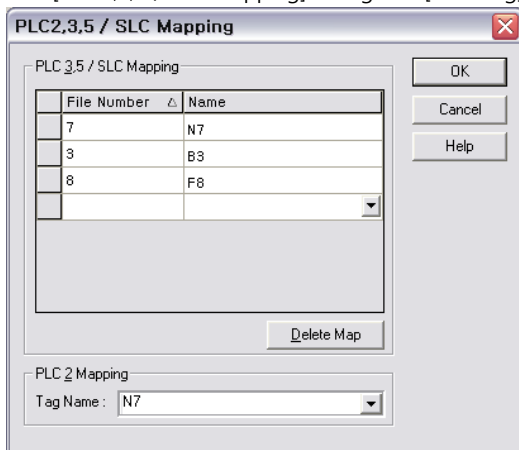 PLC2,3,5 / SLC Mapping
PLC 3,5 / SLC Mapping
OK
File Number Name
Cancel
7 N7
Help
3 B3
8 F8
Delete Map
PLC 2 Mapping
Tag Name : N7